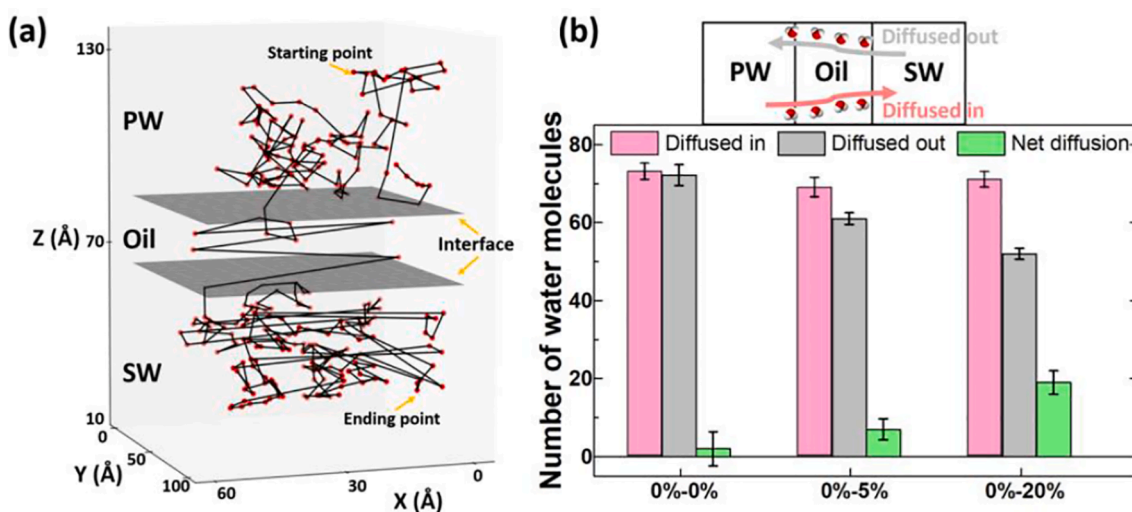 (a)
130
Starting point
PW
Z (Å)
70
Oil
Interface
SW
Ending point
10
0
Y (Å)
50
100
60
30
X (Å)
0
(b)
Diffused out
PW
Oil
SW
Diffused in
Number of water molecules
80
60
40
20
0
Diffused in
Diffused out
Net diffusion
0%-0%
0%-5%
0%-20%